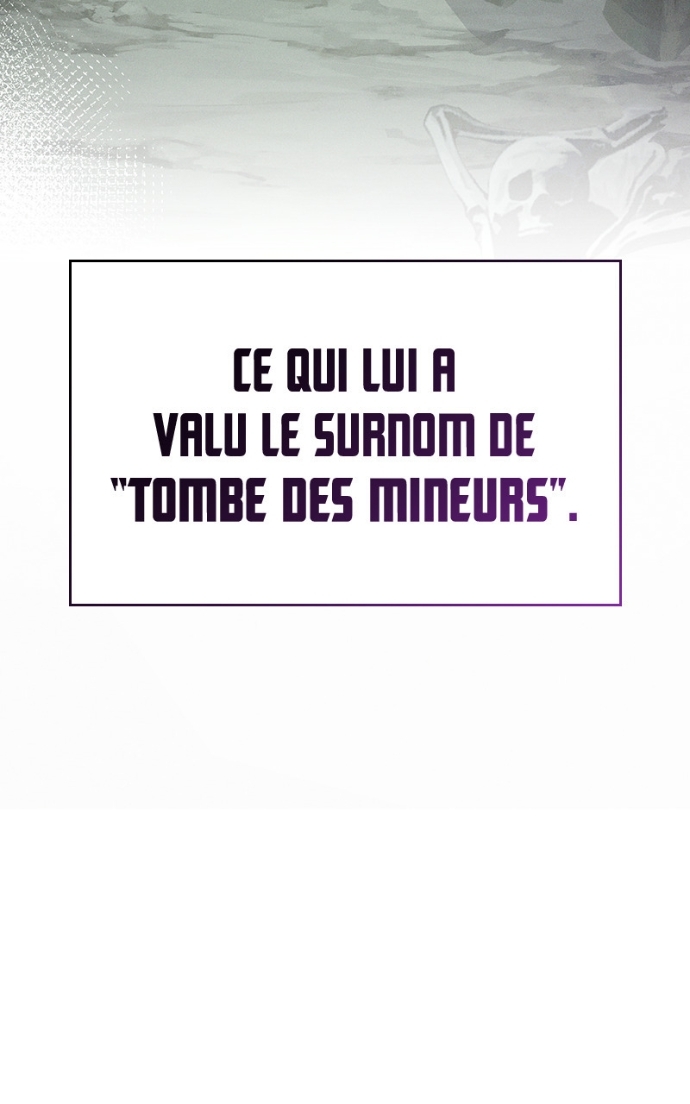 CE QUI LUI A
VALU LE SURNOM DE
"TOMBE DES MINEURS".